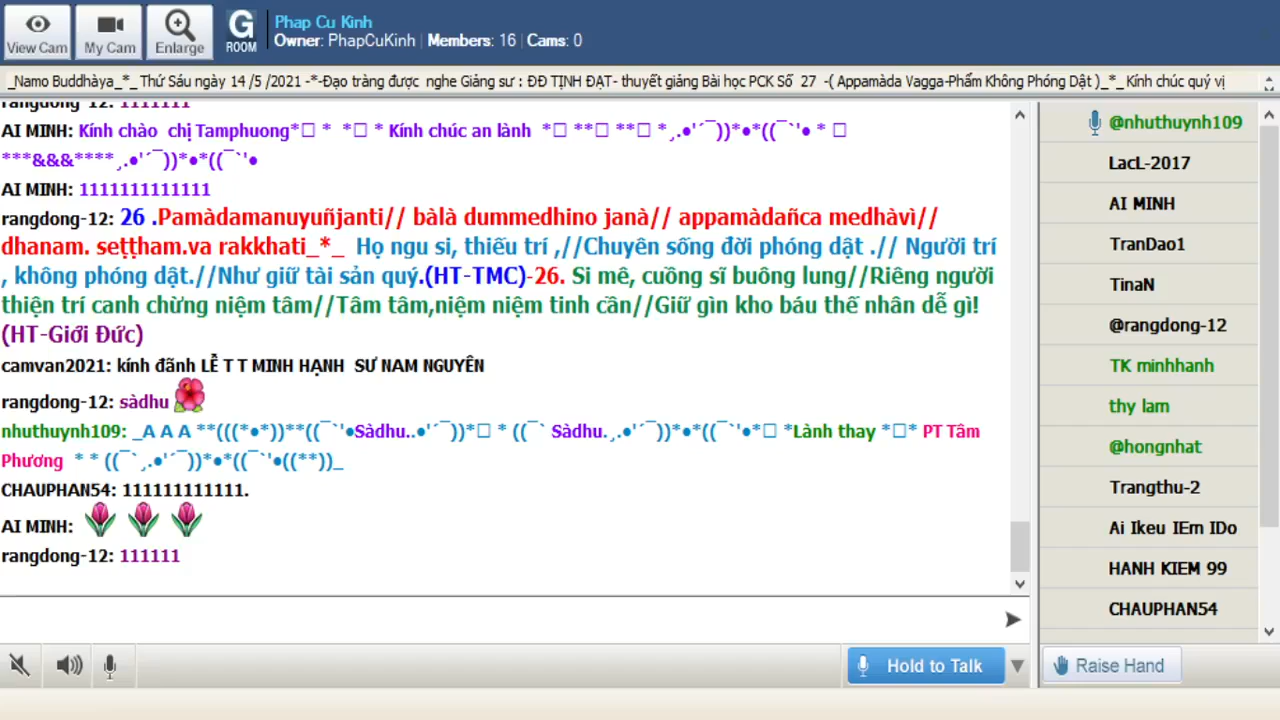 Phap Cu Kinh
View Cam My Cam Enlarge G ROOM Owner: PhapCuKinh Members: 16 Cams: 0
_Namo Buddhàya_*_ Thứ Sáu ngày 14 /5 /2021 -*-Đạo tràng được nghe Giảng sư : ĐĐ TỊNH ĐẠT- thuyết giảng Bài học PCK Số 27 -( Appamàda Vagga-Phẩm Không Phóng Dật )_*_ Kính chúc quý vị
rangdong-12: 1111111
AI MINH: Kính chào chị Tamphuong*□ * *□ * Kính chúc an lành *□ **□ **□ *¸.•'´¯))*•*((¯`'• * □
***&&&****¸.•'´¯))*•*((¯`'•
AI MINH: 1111111111111
rangdong-12: 26 .Pamàdamanuyuñjanti// bàlà dummedhino janà// appamàdañca medhàvì//
dhanam. seṭṭham.va rakkhati_*_ Họ ngu si, thiếu trí ,//Chuyên sống đời phóng dật .// Người trí
, không phóng dật.//Như giữ tài sản quý.(HT-TMC)-26. Si mê, cuồng sĩ buông lung//Riêng người
thiện trí canh chừng niệm tâm//Tâm tâm,niệm niệm tinh cần//Giữ gìn kho báu thế nhân dễ gì!
(HT-Giới Đức)
camvan2021: kính đãnh LỄ T T MINH HẠNH SƯ NAM NGUYÊN
rangdong-12: sàdhu
nhuthuynh109: _A A A **(((*•*))**((¯`'•Sàdhu..•'´¯))*□ * ((¯` Sàdhu.¸.•'´¯))*•*((¯`'•*□ *Lành thay *□* PT Tâm
Phương * * ((¯`¸.•'´¯))*•*((¯`'•((**))_
CHAUPHAN54: 111111111111.
AI MINH:
rangdong-12: 111111
@nhuthuynh109
LacL-2017
AI MINH
TranDao1
TinaN
@rangdong-12
TK minhhanh
thy lam
@hongnhat
Trangthu-2
Ai Ikeu IEm IDo
HANH KIEM 99
CHAUPHAN54
Hold to Talk Raise Hand